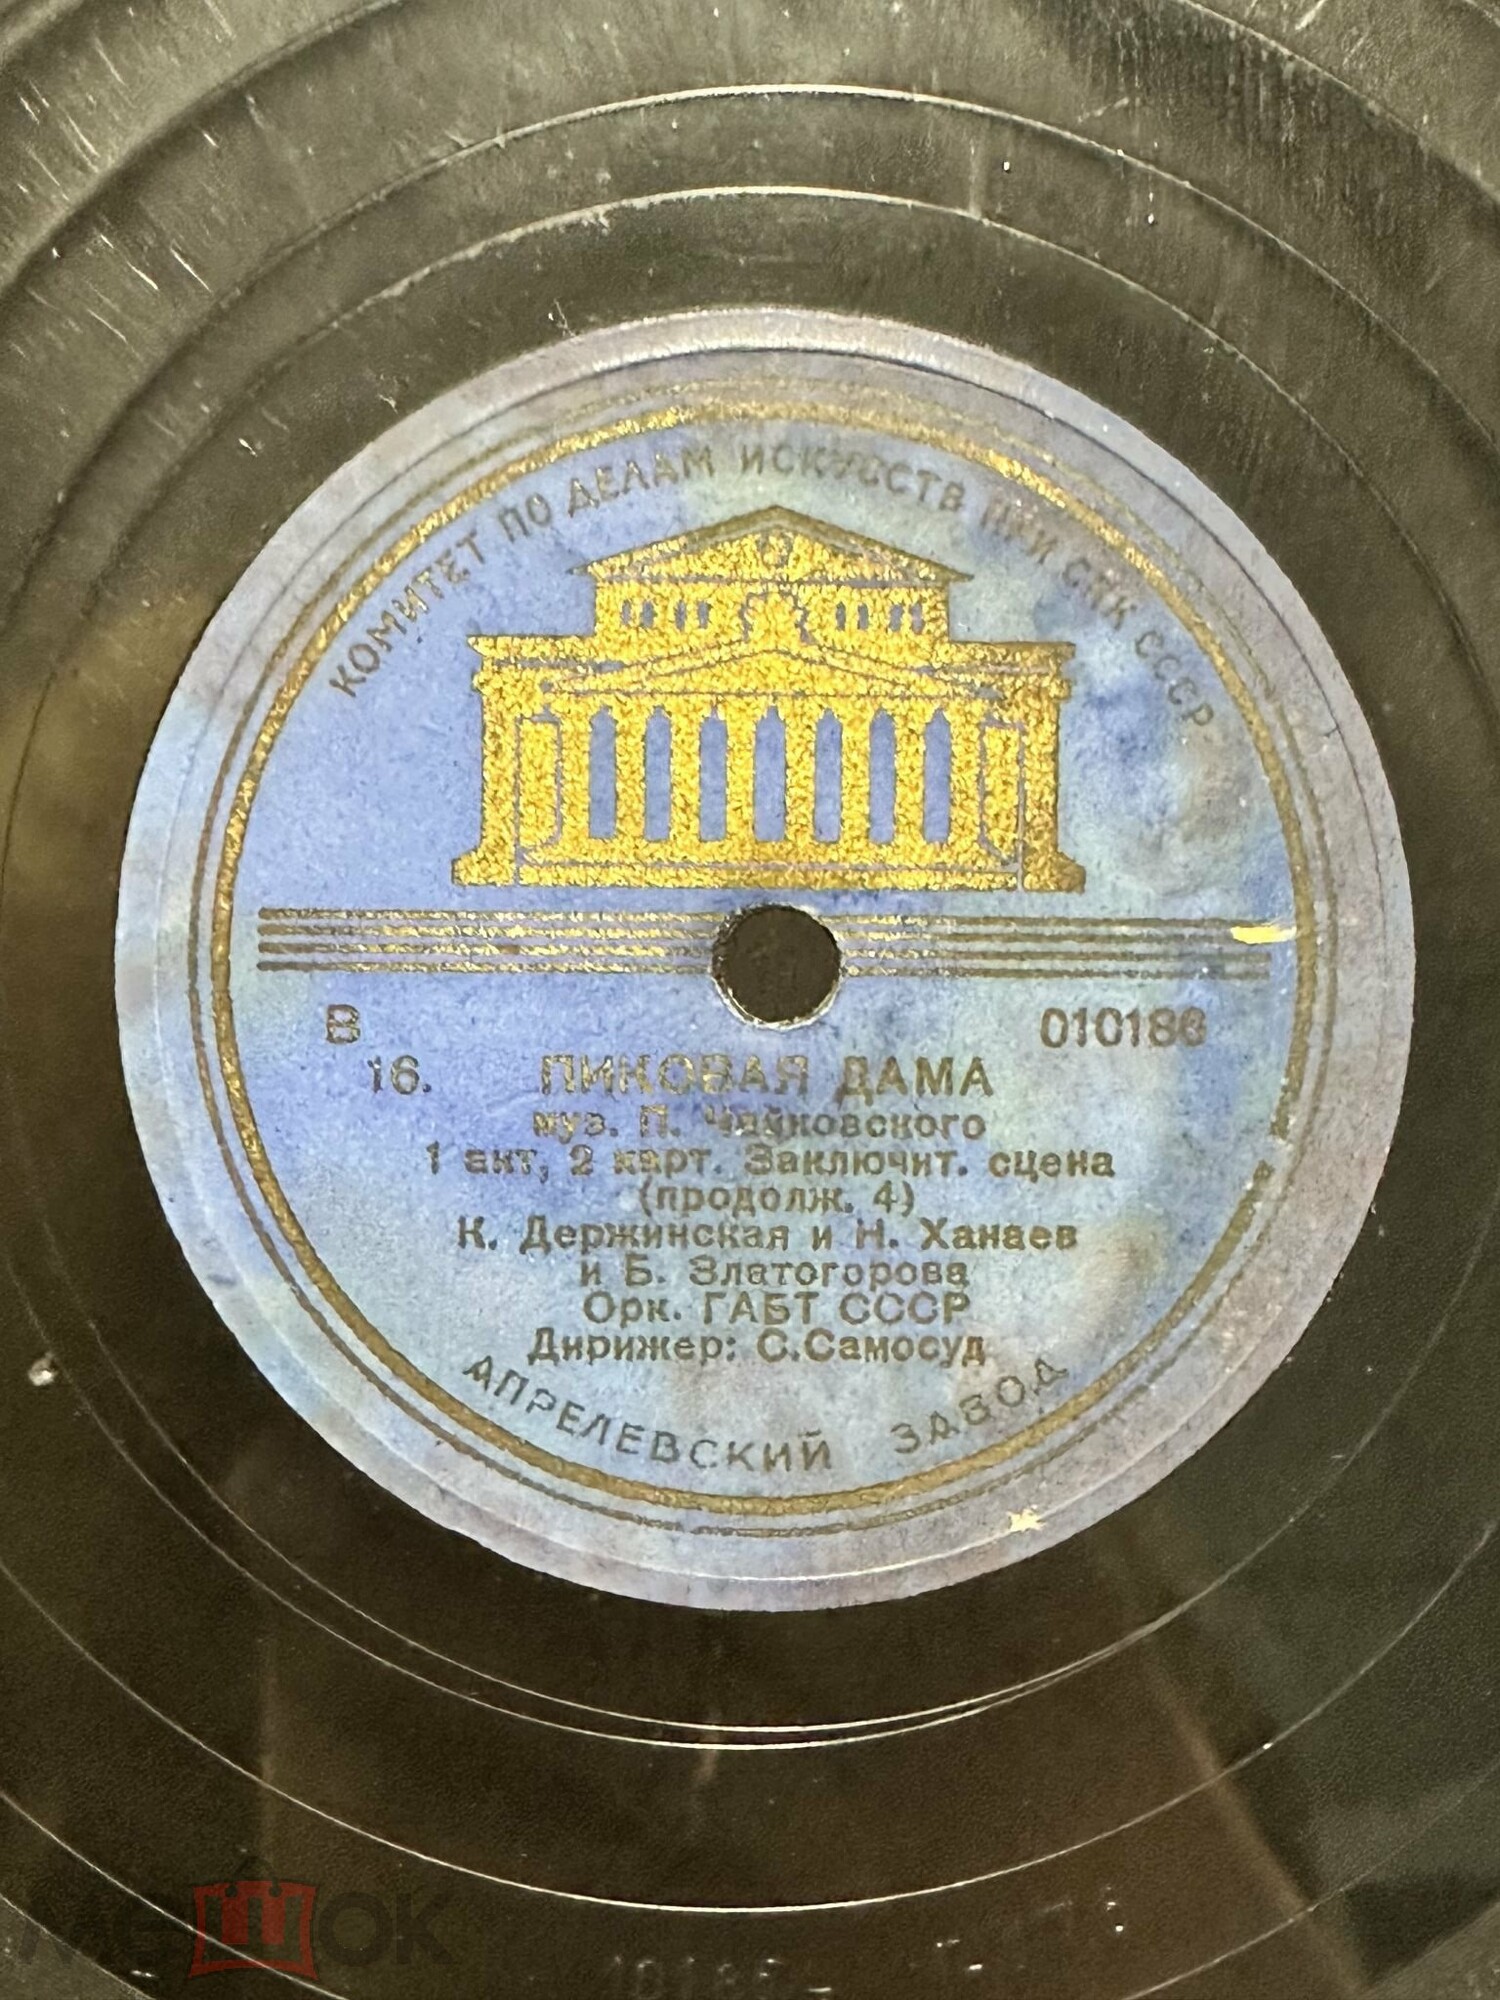 КОМИТЕТ ПО ДЕЛАМ ИСКУССТВ ПРИ СНК СССР
В 010186
16. ПИКОВАЯ ДАМА
муз. П. Чайковского
1 акт, 2 карт. Заключит. сцена
(продолж. 4)
К. Держинская и Н. Ханаев
и Б. Златогорова
Орк. ГАБТ СССР
Дирижер: С.Самосуд
АПРЕЛЕВСКИЙ ЗАВОД
мешок